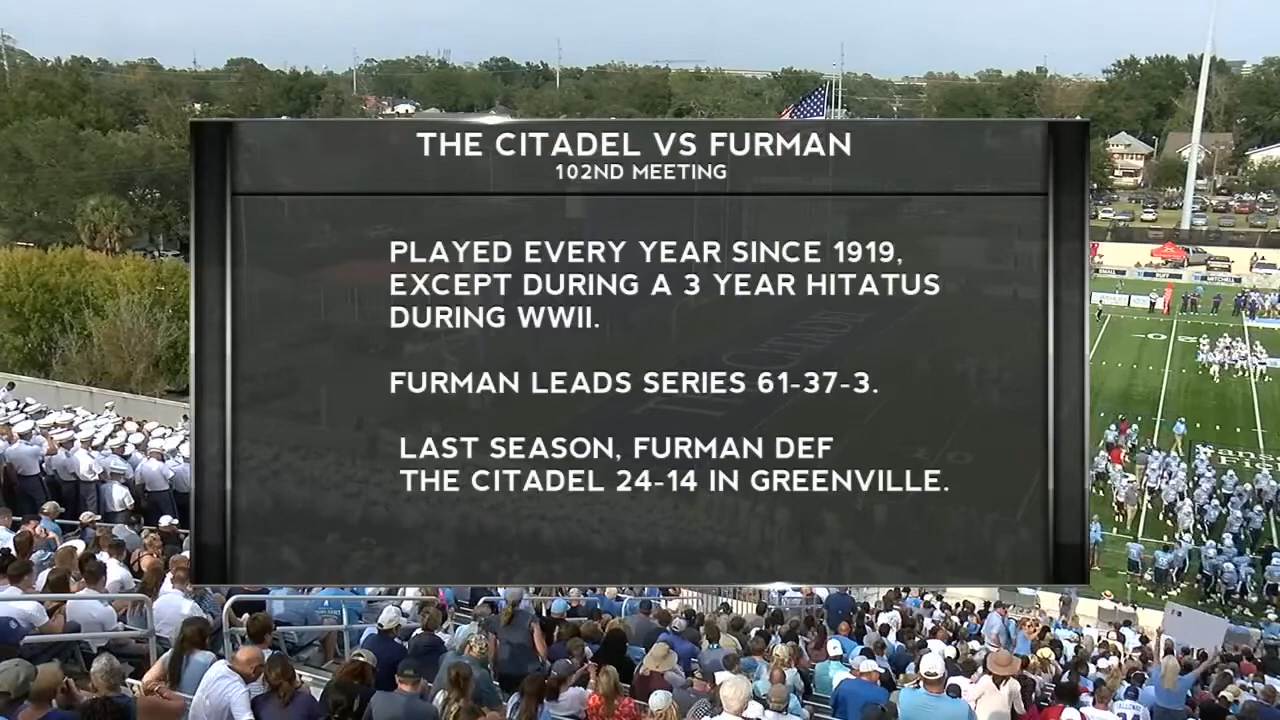 THE CITADEL VS FURMAN
102ND MEETING
PLAYED EVERY YEAR SINCE 1919,
EXCEPT DURING A 3 YEAR HITATUS
DURING WWII.
FURMAN LEADS SERIES 61-37-3.
LAST SEASON, FURMAN DEF
THE CITADEL 24-14 IN GREENVILLE.